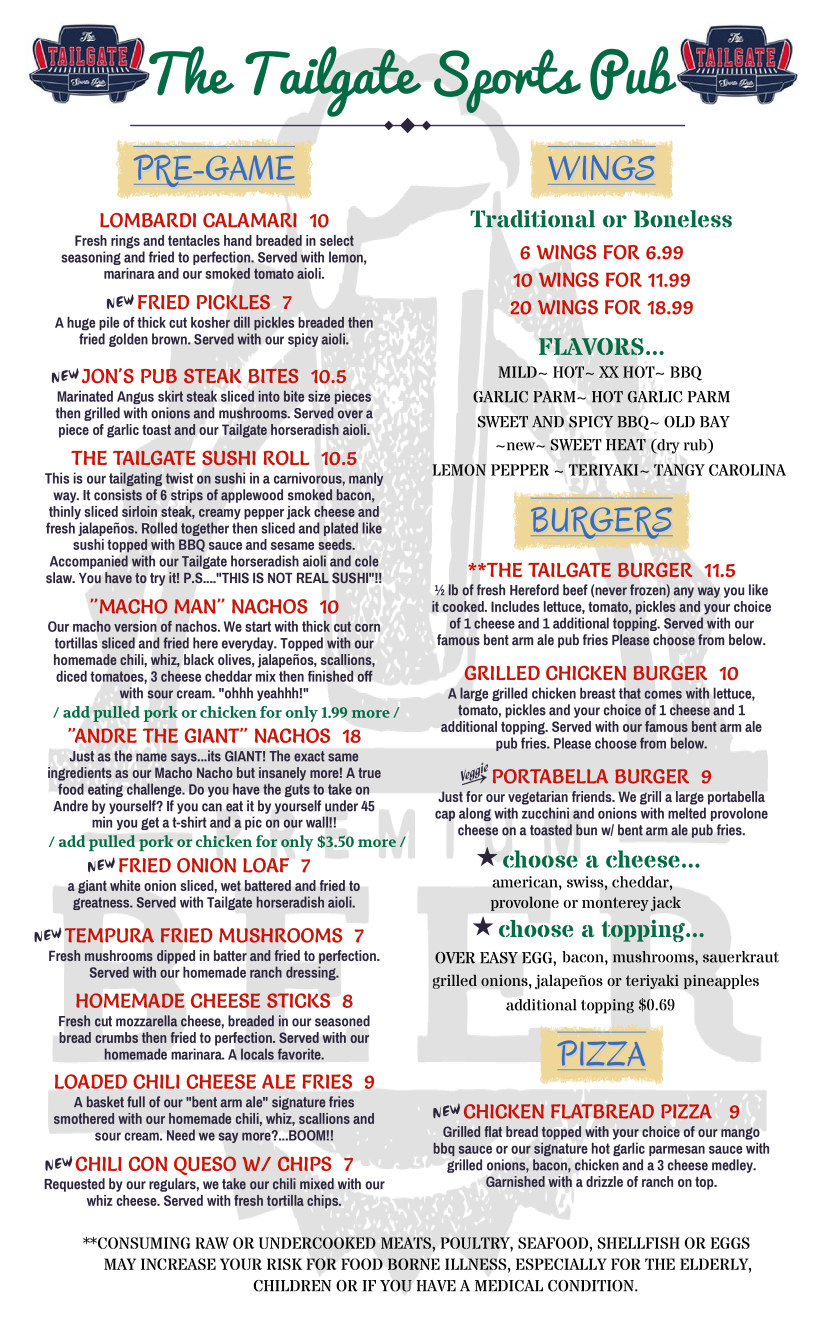 The
TAILGATE
Sports Pub
The Tailgate Sports Pub
The
TAILGATE
Sports Pub
PRE-GAME
LOMBARDI CALAMARI 10
Fresh rings and tentacles hand breaded in select
seasoning and fried to perfection. Served with lemon,
marinara and our smoked tomato aioli.
NEW FRIED PICKLES 7
A huge pile of thick cut kosher dill pickles breaded then
fried golden brown. Served with our spicy aioli.
NEW JON'S PUB STEAK BITES 10.5
Marinated Angus skirt steak sliced into bite size pieces
then grilled with onions and mushrooms. Served over a
piece of garlic toast and our Tailgate horseradish aioli.
THE TAILGATE SUSHI ROLL 10.5
This is our tailgating twist on sushi in a carnivorous, manly
way. It consists of 6 strips of applewood smoked bacon,
thinly sliced sirloin steak, creamy pepper jack cheese and
fresh jalapeños. Rolled together then sliced and plated like
sushi topped with BBQ sauce and sesame seeds.
Accompanied with our Tailgate horseradish aioli and cole
slaw. You have to try it! P.S...."THIS IS NOT REAL SUSHI"!!
"MACHO MAN" NACHOS 10
Our macho version of nachos. We start with thick cut corn
tortillas sliced and fried here everyday. Topped with our
homemade chili, whiz, black olives, jalapeños, scallions,
diced tomatoes, 3 cheese cheddar mix then finished off
with sour cream. "ohhh yeahhh!"
/ add pulled pork or chicken for only 1.99 more /
"ANDRE THE GIANT" NACHOS 18
Just as the name says...its GIANT! The exact same
ingredients as our Macho Nacho but insanely more! A true
food eating challenge. Do you have the guts to take on
Andre by yourself? If you can eat it by yourself under 45
min you get a t-shirt and a pic on our wall!!
/ add pulled pork or chicken for only $3.50 more /
NEW FRIED ONION LOAF 7
a giant white onion sliced, wet battered and fried to
greatness. Served with Tailgate horseradish aioli.
NEW TEMPURA FRIED MUSHROOMS 7
Fresh mushrooms dipped in batter and fried to perfection.
Served with our homemade ranch dressing.
HOMEMADE CHEESE STICKS 8
Fresh cut mozzarella cheese, breaded in our seasoned
bread crumbs then fried to perfection. Served with our
homemade marinara. A locals favorite.
LOADED CHILI CHEESE ALE FRIES 9
A basket full of our "bent arm ale" signature fries
smothered with our homemade chili, whiz, scallions and
sour cream. Need we say more?...BOOM!!
NEW CHILI CON QUESO W/ CHIPS 7
Requested by our regulars, we take our chili mixed with our
whiz cheese. Served with fresh tortilla chips.
WINGS
Traditional or Boneless
6 WINGS FOR 6.99
10 WINGS FOR 11.99
20 WINGS FOR 18.99
FLAVORS...
MILD~ HOT~ XX HOT~ BBQ
GARLIC PARM~ HOT GARLIC PARM
SWEET AND SPICY BBQ~ OLD BAY
~new~ SWEET HEAT (dry rub)
LEMON PEPPER ~ TERIYAKI~ TANGY CAROLINA
BURGERS
**THE TAILGATE BURGER 11.5
½ lb of fresh Hereford beef (never frozen) any way you like
it cooked. Includes lettuce, tomato, pickles and your choice
of 1 cheese and 1 additional topping. Served with our
famous bent arm ale pub fries Please choose from below.
GRILLED CHICKEN BURGER 10
A large grilled chicken breast that comes with lettuce,
tomato, pickles and your choice of 1 cheese and 1
additional topping. Served with our famous bent arm ale
pub fries. Please choose from below.
Veggie PORTABELLA BURGER 9
Just for our vegetarian friends. We grill a large portabella
cap along with zucchini and onions with melted provolone
cheese on a toasted bun w/ bent arm ale pub fries.
★ choose a cheese...
american, swiss, cheddar,
provolone or monterey jack
★ choose a topping...
OVER EASY EGG, bacon, mushrooms, sauerkraut
grilled onions, jalapeños or teriyaki pineapples
additional topping $0.69
PIZZA
NEW CHICKEN FLATBREAD PIZZA 9
Grilled flat bread topped with your choice of our mango
bbq sauce or our signature hot garlic parmesan sauce with
grilled onions, bacon, chicken and a 3 cheese medley.
Garnished with a drizzle of ranch on top.
PREMIUM
BEER
**CONSUMING RAW OR UNDERCOOKED MEATS, POULTRY, SEAFOOD, SHELLFISH OR EGGS
MAY INCREASE YOUR RISK FOR FOOD BORNE ILLNESS, ESPECIALLY FOR THE ELDERLY,
CHILDREN OR IF YOU HAVE A MEDICAL CONDITION.